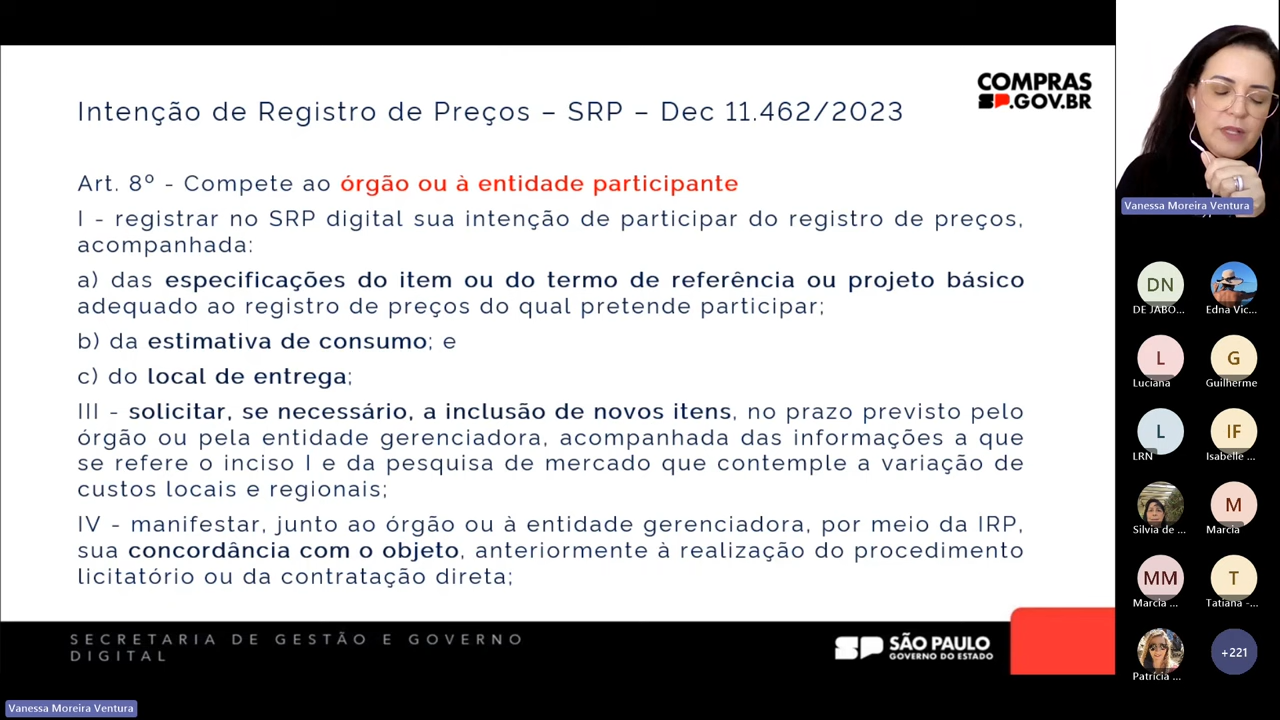 COMPRAS
SP.GOV.BR
Intenção de Registro de Preços – SRP – Dec 11.462/2023
Art. 8º - Compete ao órgão ou à entidade participante
I - registrar no SRP digital sua intenção de participar do registro de preços,
acompanhada:
a) das especificações do item ou do termo de referência ou projeto básico
adequado ao registro de preços do qual pretende participar;
b) da estimativa de consumo; e
c) do local de entrega;
III - solicitar, se necessário, a inclusão de novos itens, no prazo previsto pelo
órgão ou pela entidade gerenciadora, acompanhada das informações a que
se refere o inciso I e da pesquisa de mercado que contemple a variação de
custos locais e regionais;
IV - manifestar, junto ao órgão ou à entidade gerenciadora, por meio da IRP,
sua concordância com o objeto, anteriormente à realização do procedimento
licitatório ou da contratação direta;
SECRETARIA DE GESTÃO E GOVERNO
DIGITAL
SP SÃO PAULO
GOVERNO DO ESTADO
Vanessa Moreira Ventura
Vanessa Moreira Ventura
DN
DE JABO...
Edna Vic...
L
Luciana
G
Guilherme
L
LRN
IF
Isabelle ...
Silvia de ...
M
Marcia
MM
Marcia ...
T
Tatiana -...
Patrícia ...
+221